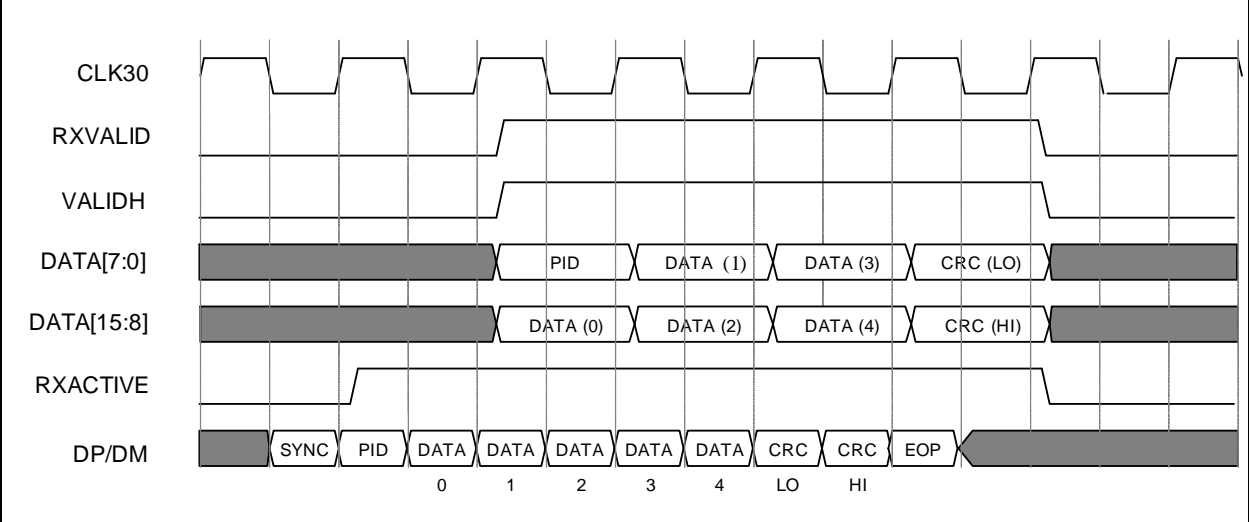 CLK30
RXVALID
VALIDH
DATA[7:0] PID DATA (1) DATA (3) CRC (LO)
DATA[15:8] DATA (0) DATA (2) DATA (4) CRC (HI)
RXACTIVE
DP/DM SYNC PID DATA DATA DATA DATA DATA CRC CRC EOP
0 1 2 3 4 LO HI